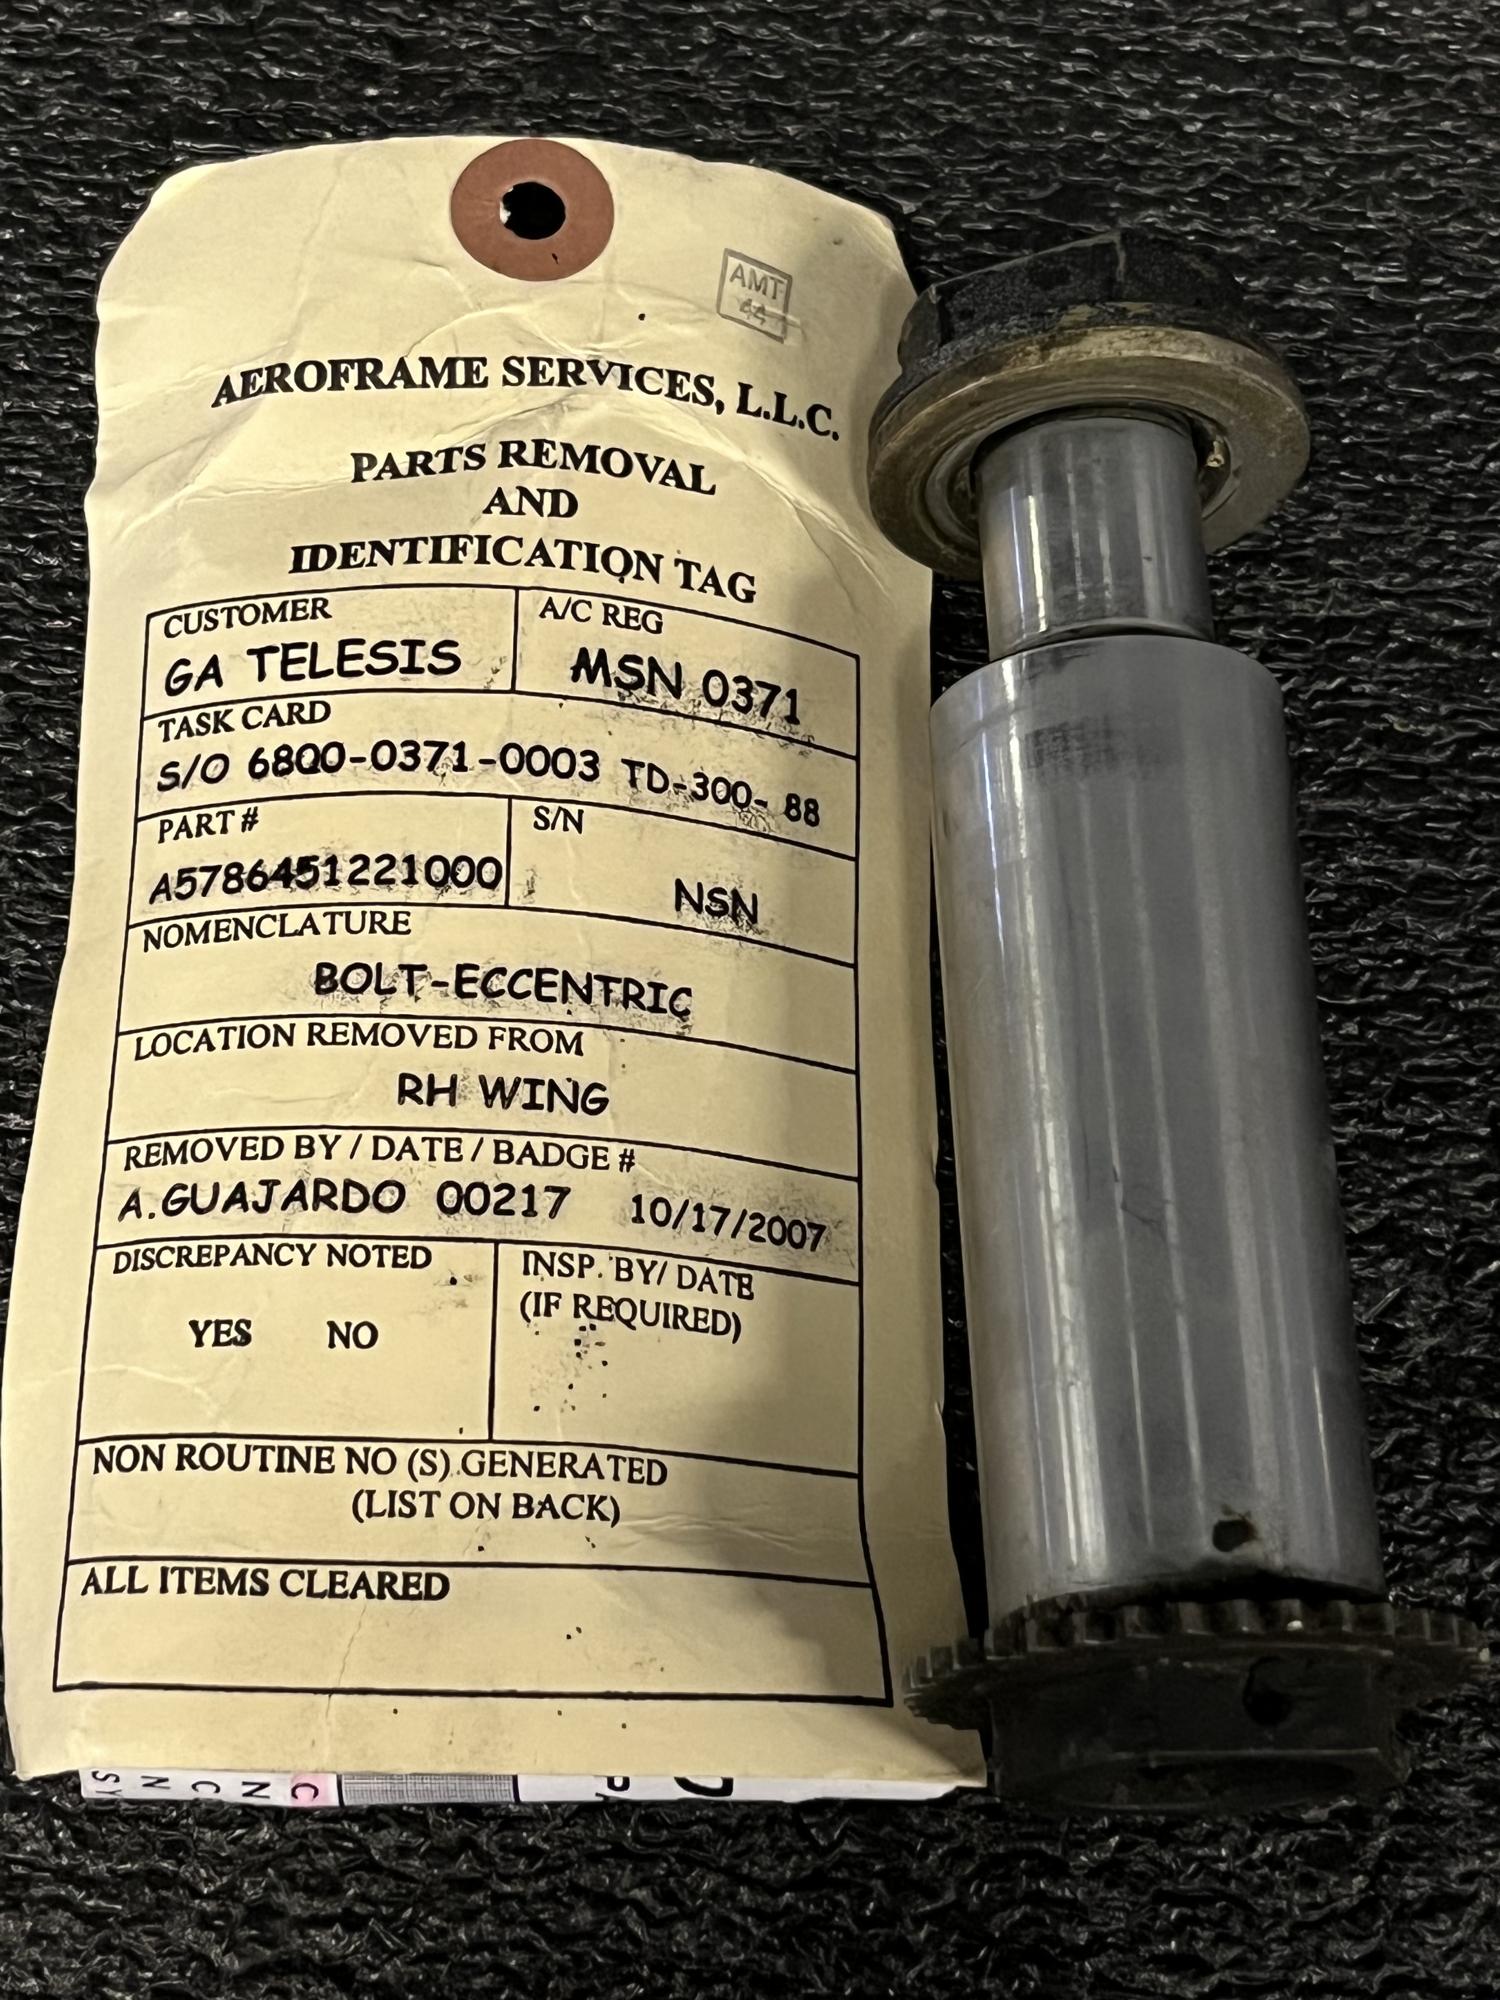 AMT
44
AEROFRAME SERVICES, L.L.C.
PARTS REMOVAL
AND
IDENTIFICATION TAG
CUSTOMER
GA TELESIS
A/C REG
MSN 0371
TASK CARD
S/O 6800-0371-0003 TD-300- 88
PART #
A5786451221000
S/N
NSN
NOMENCLATURE
BOLT-ECCENTRIC
LOCATION REMOVED FROM
RH WING
REMOVED BY / DATE / BADGE #
A.GUAJARDO 00217 10/17/2007
DISCREPANCY NOTED
YES NO
INSP. BY/ DATE
(IF REQUIRED)
NON ROUTINE NO (S) GENERATED
(LIST ON BACK)
ALL ITEMS CLEARED